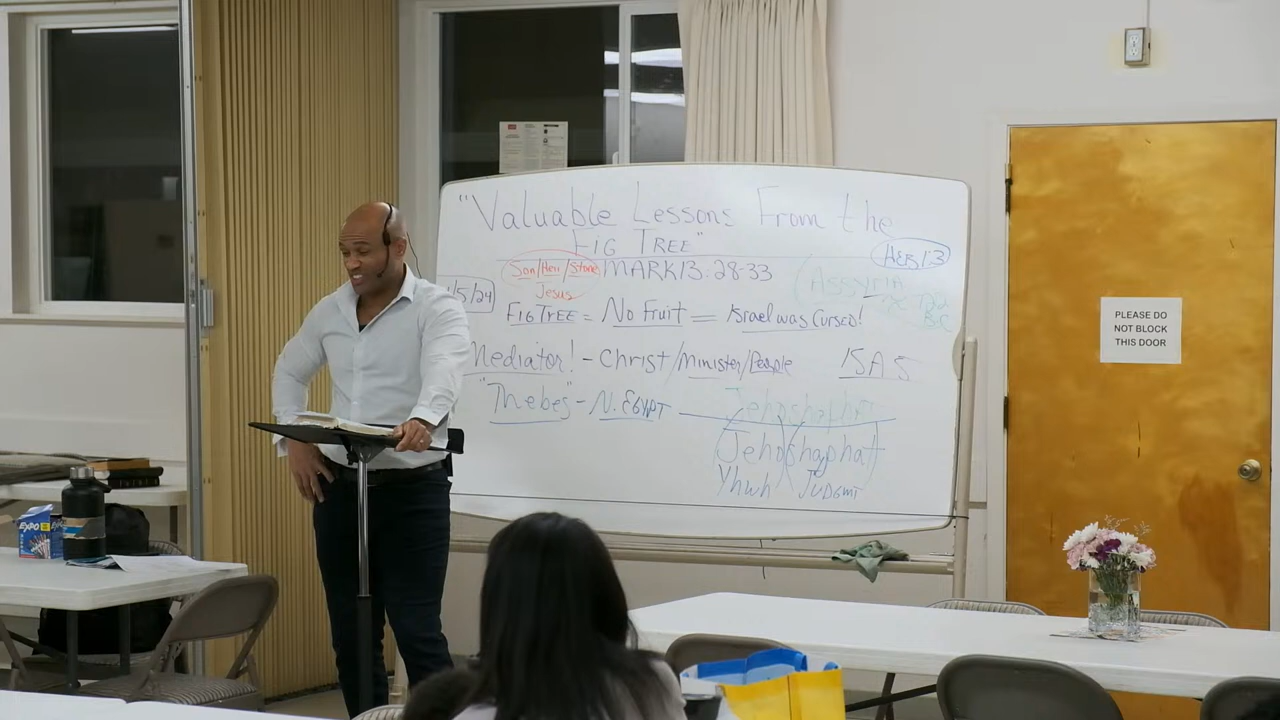 "Valuable Lessons From the
Fig Tree"
Son/Heir/Stone
Jesus
MARK 13:28-33
Heb 1:3
Assyria
/5/24
Fig Tree = No Fruit = Israel was Cursed!
Mediator! - Christ/Minister/People
ISA 5
"Thebes" - N. EGYPT
Jehoshaphat
Jehoshaphat
Yhwh Judgmt
PLEASE DO
NOT BLOCK
THIS DOOR
EXPO